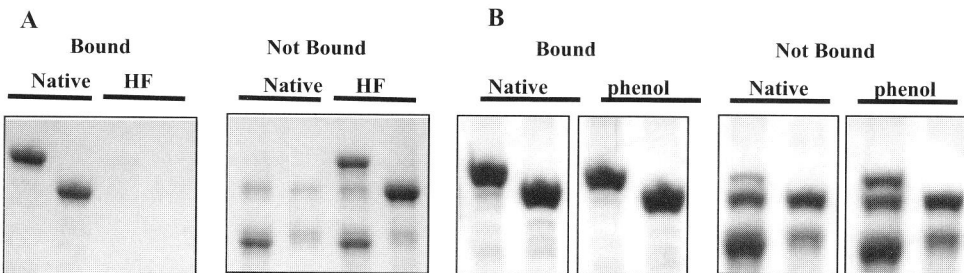 A
Bound
Native HF
Not Bound
Native HF
B
Bound
Native phenol
Not Bound
Native phenol